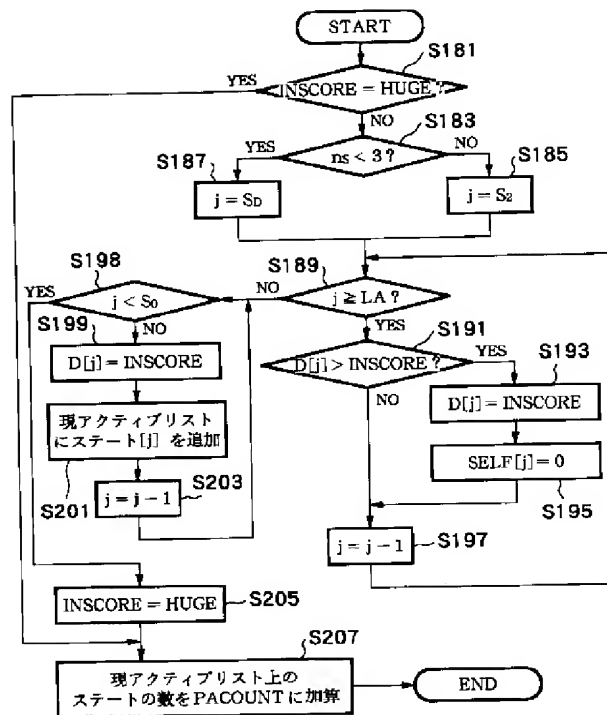 START
S181
YES
INSCORE = HUGE ?
NO
S183
S187
YES
ns < 3 ?
NO
S185
j = SD
j = S2
S198
S189
YES
j < S0
NO
j ≧ LA ?
S199
NO
YES
S191
D[j] = INSCORE
D[j] > INSCORE ?
YES
S193
NO
D[j] = INSCORE
現アクティブリスト
にステート[j] を追加
S203
SELF[j] = 0
S201
j = j − 1
S195
j = j − 1
S197
INSCORE = HUGE
S205
S207
現アクティブリスト上の
ステートの数をPACOUNTに加算
END